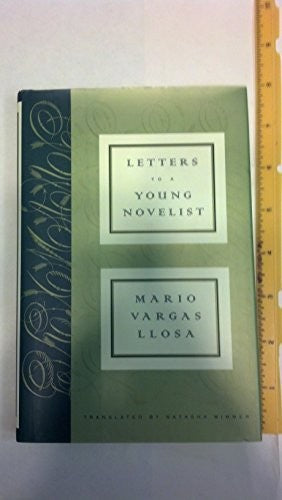 LETTERS
TO A
YOUNG
NOVELIST
MARIO
VARGAS
LLOSA
TRANSLATED BY NATASHA WIMMER